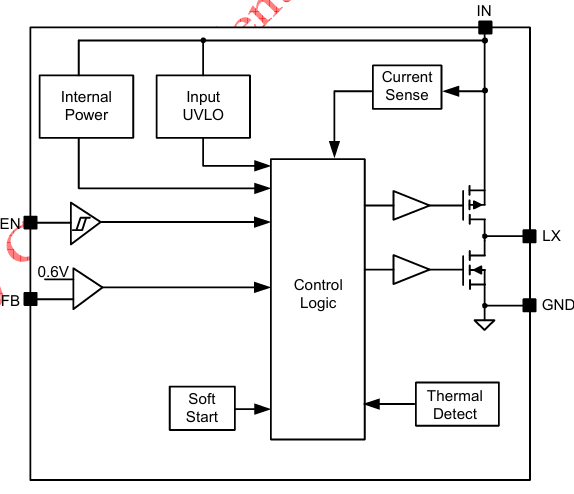 IN
Internal
Power
Input
UVLO
Current
Sense
EN
LX
0.6V
FB
Control
Logic
GND
Soft
Start
Thermal
Detect